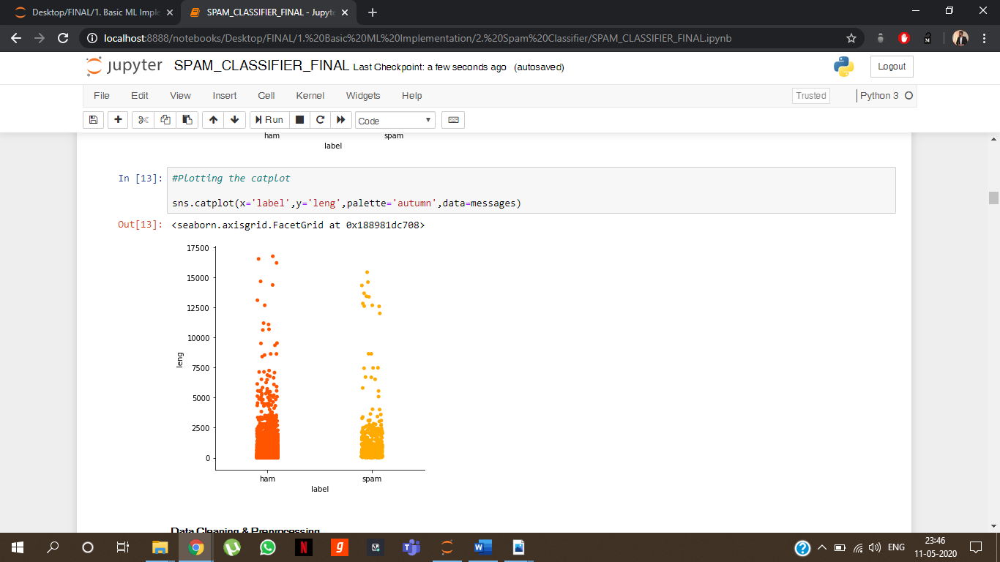 Desktop/FINAL/1. Basic ML Imple
SPAM_CLASSIFIER_FINAL - Jupyte
localhost:8888/notebooks/Desktop/FINAL/1.%20Basic%20ML%20Implementation/2.%20Spam%20Classifier/SPAM_CLASSIFIER_FINAL.ipynb
jupyter SPAM_CLASSIFIER_FINAL Last Checkpoint: a few seconds ago (autosaved)
Logout
File Edit View Insert Cell Kernel Widgets Help
Trusted
Python 3
Run
Code
ham spam
label
In [13]: #Plotting the catplot
sns.catplot(x='label',y='leng',palette='autumn',data=messages)
Out[13]: <seaborn.axisgrid.FacetGrid at 0x188981dc708>
17500
15000
12500
10000
7500
5000
2500
0
leng
ham spam
label
Data Cleaning & Preprocessing
N
g
T
W
ENG
23:46
11-05-2020